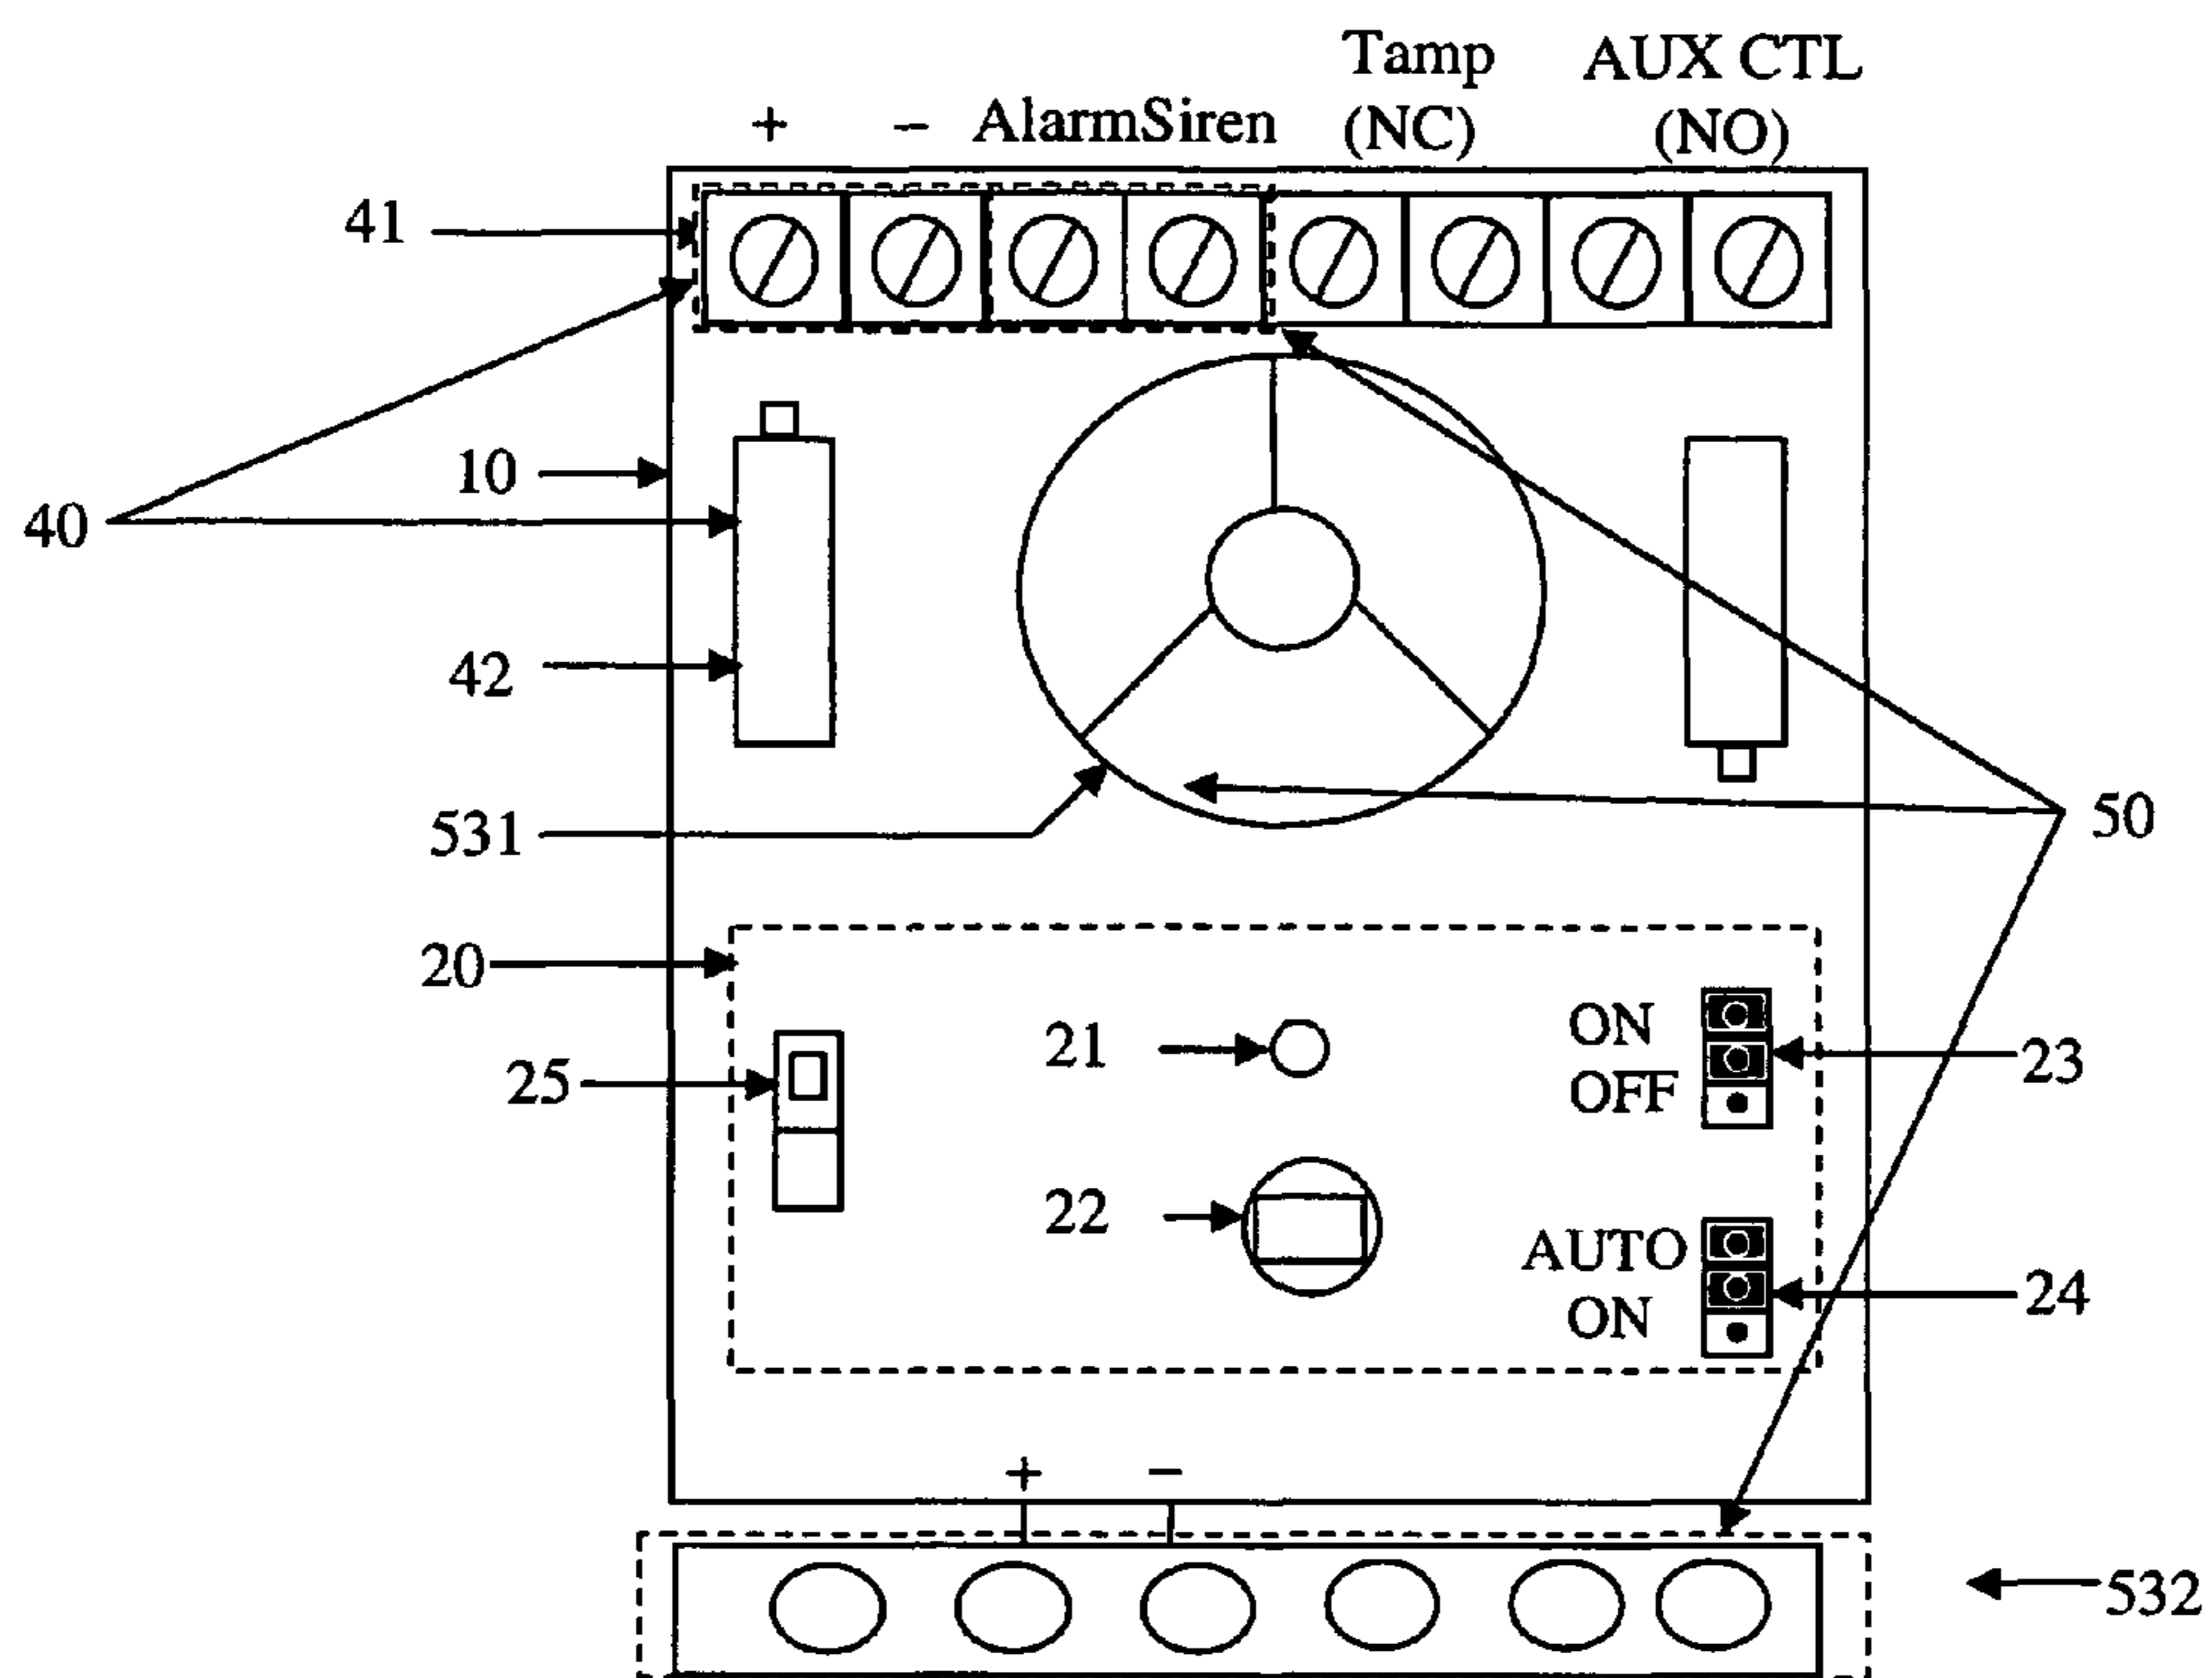 Tamp AUX CTL
+ − AlarmSiren (NC) (NO)
41
10
40
42
531
50
20
21 ON
25 OFF 23
22 AUTO
ON 24
+ −
532